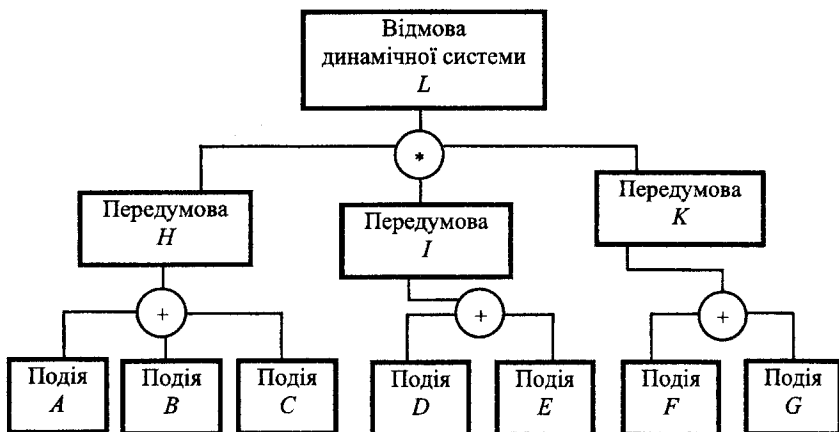 Відмова
динамічної системи
L
*
Передумова
H
Передумова
I
Передумова
K
+
+
+
Подія
A
Подія
B
Подія
C
Подія
D
Подія
E
Подія
F
Подія
G